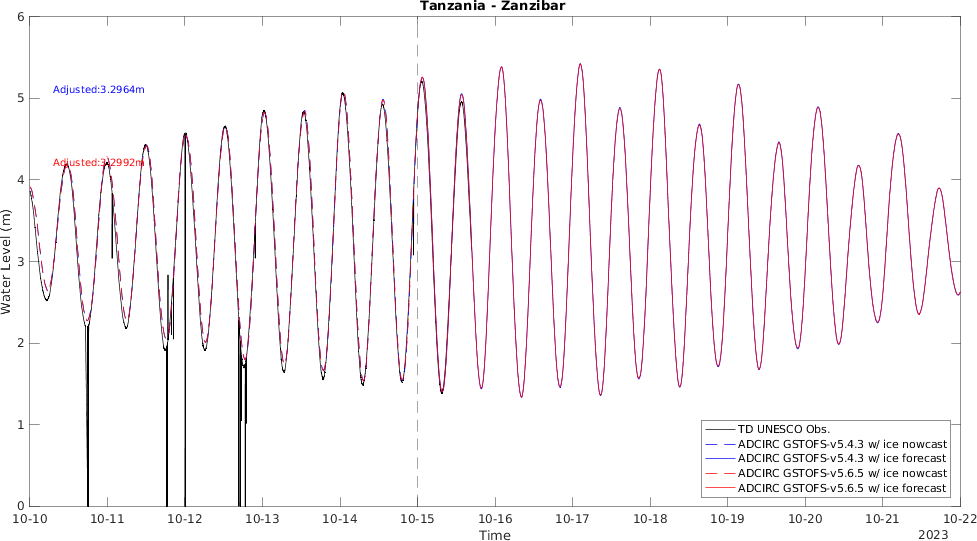 Tanzania - Zanzibar
6
5
4
3
2
1
0
Water Level (m)
Adjusted:3.2964m
Adjusted:3.2992m
TD UNESCO Obs.
ADCIRC GSTOFS-v5.4.3 w/ ice nowcast
ADCIRC GSTOFS-v5.4.3 w/ ice forecast
ADCIRC GSTOFS-v5.6.5 w/ ice nowcast
ADCIRC GSTOFS-v5.6.5 w/ ice forecast
10-10 10-11 10-12 10-13 10-14 10-15 10-16 10-17 10-18 10-19 10-20 10-21 10-22
Time
2023